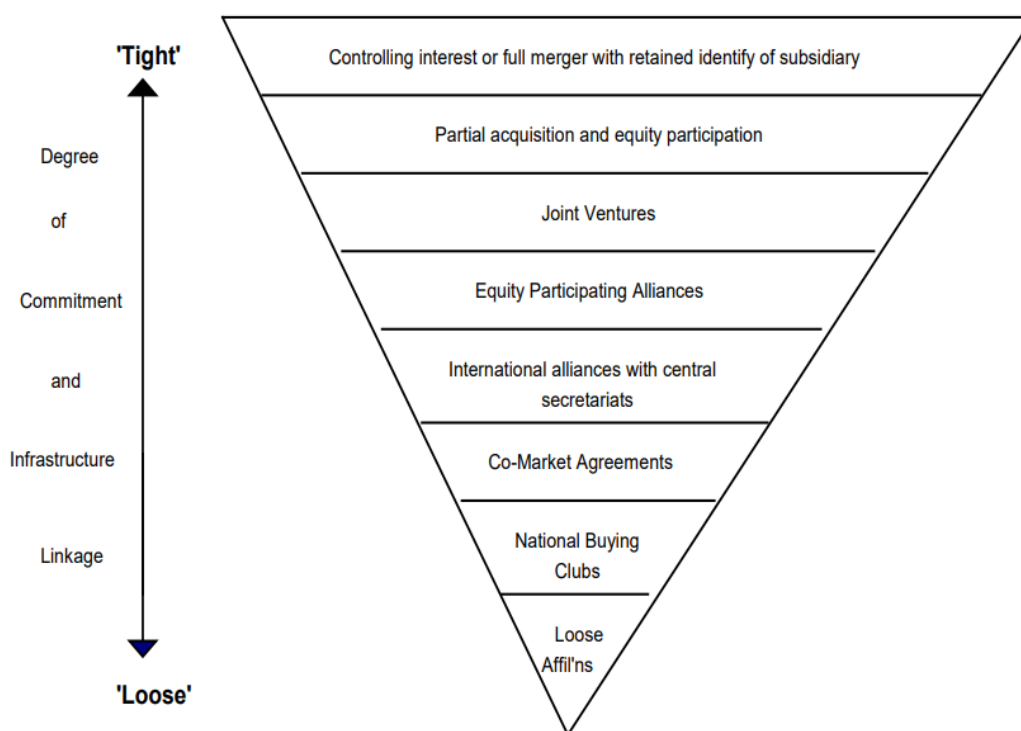 'Tight'
Degree
of
Commitment
and
Infrastructure
Linkage
'Loose'
Controlling interest or full merger with retained identify of subsidiary
Partial acquisition and equity participation
Joint Ventures
Equity Participating Alliances
International alliances with central
secretariats
Co-Market Agreements
National Buying
Clubs
Loose
Affil'ns